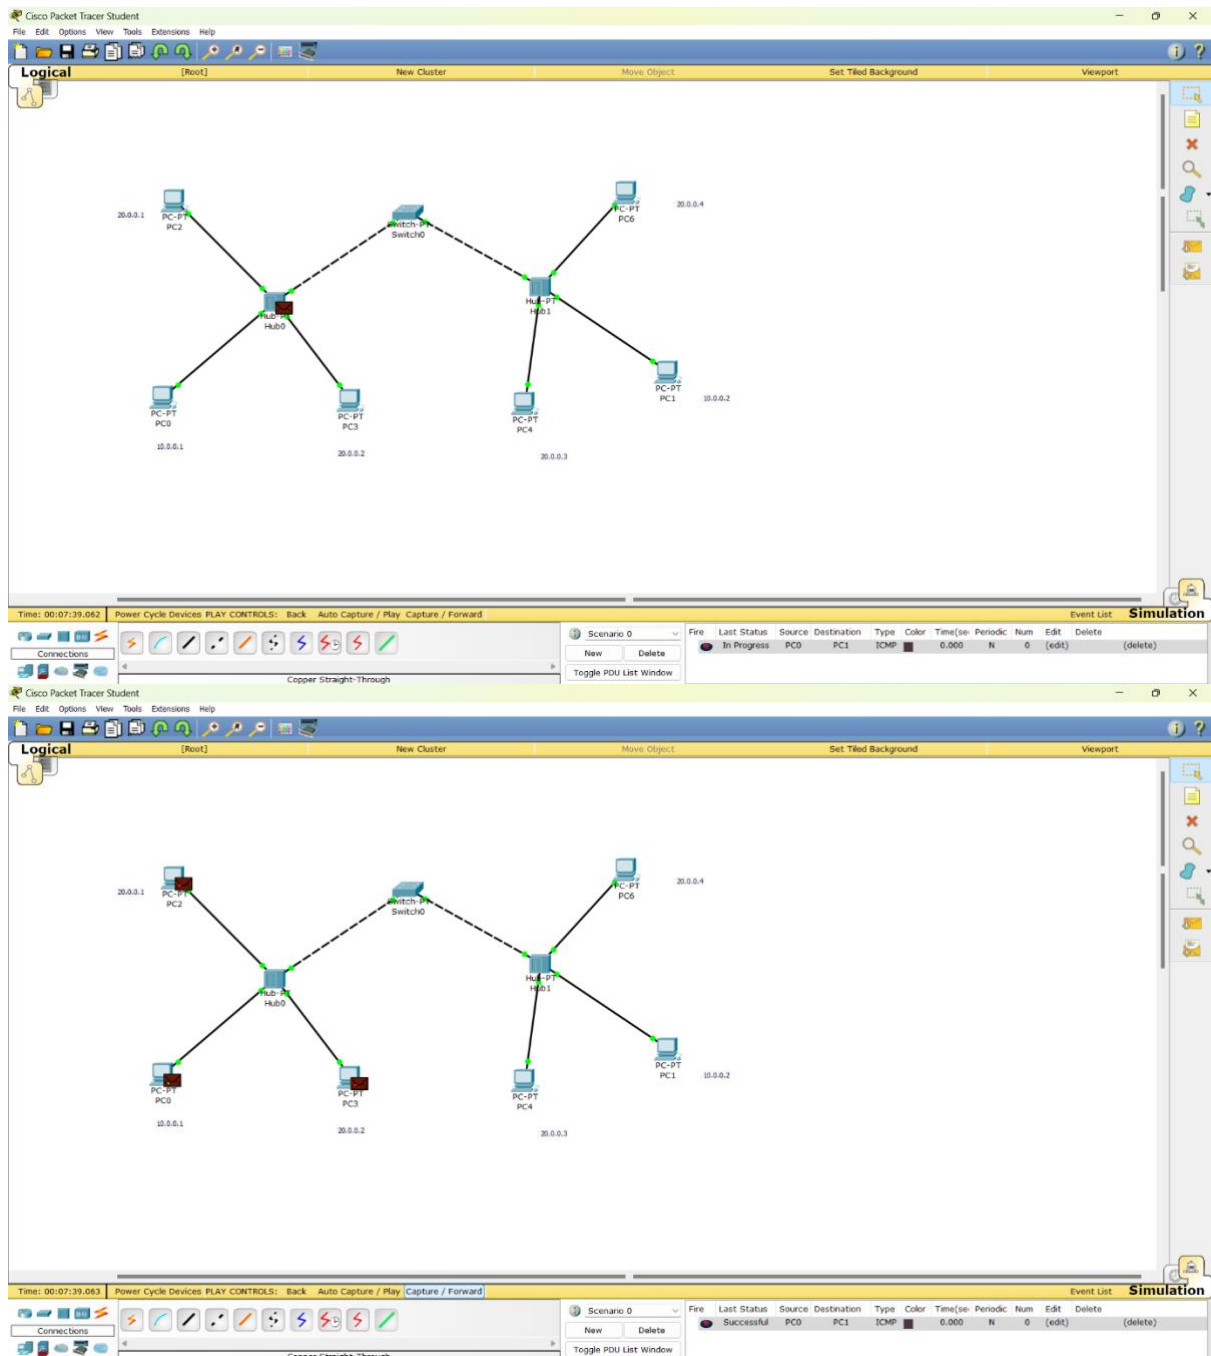 Cisco Packet Tracer Student
File Edit Options View Tools Extensions Help
Logical [Root] New Cluster Move Object Set Tiled Background Viewport
20.0.0.1
PC-PT
PC2
Switch-PT
Switch0
PC-PT
PC6
20.0.0.4
Hub-PT
Hub0
Hub-PT
Hub1
PC-PT
PC0
10.0.0.1
PC-PT
PC3
20.0.0.2
PC-PT
PC4
20.0.0.3
PC-PT
PC1
10.0.0.2
Time: 00:07:39.062 Power Cycle Devices PLAY CONTROLS: Back Auto Capture / Play Capture / Forward Event List Simulation
Connections
Copper Straight-Through
Scenario 0
New Delete
Toggle PDU List Window
Fire Last Status Source Destination Type Color Time(se Periodic Num Edit Delete
In Progress PC0 PC1 ICMP 0.000 N 0 (edit) (delete)
Cisco Packet Tracer Student
File Edit Options View Tools Extensions Help
Logical [Root] New Cluster Move Object Set Tiled Background Viewport
20.0.0.1
PC-PT
PC2
Switch-PT
Switch0
PC-PT
PC6
20.0.0.4
Hub-PT
Hub0
Hub-PT
Hub1
PC-PT
PC0
10.0.0.1
PC-PT
PC3
20.0.0.2
PC-PT
PC4
20.0.0.3
PC-PT
PC1
10.0.0.2
Time: 00:07:39.063 Power Cycle Devices PLAY CONTROLS: Back Auto Capture / Play Capture / Forward Event List Simulation
Connections
Copper Straight-Through
Scenario 0
New Delete
Toggle PDU List Window
Fire Last Status Source Destination Type Color Time(se Periodic Num Edit Delete
Successful PC0 PC1 ICMP 0.000 N 0 (edit) (delete)